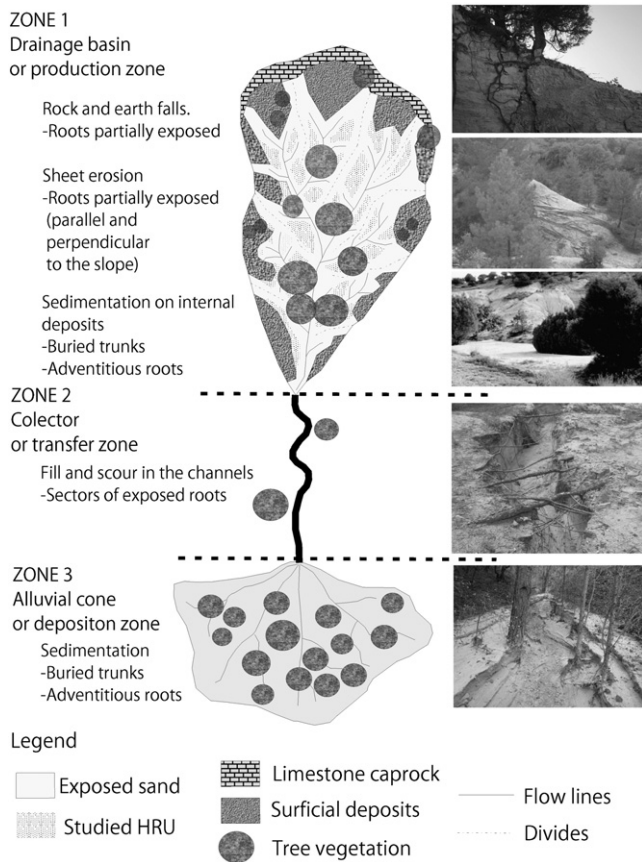 ZONE 1
Drainage basin
or production zone
Rock and earth falls.
-Roots partially exposed
Sheet erosion
-Roots partially exposed
(parallel and
perpendicular
to the slope)
Sedimentation on internal
deposits
-Buried trunks
-Adventitious roots
ZONE 2
Colector
or transfer zone
Fill and scour in the channels
-Sectors of exposed roots
ZONE 3
Alluvial cone
or depositon zone
Sedimentation
-Buried trunks
-Adventitious roots
Legend
Exposed sand
Studied HRU
Limestone caprock
Surficial deposits
Tree vegetation
Flow lines
Divides